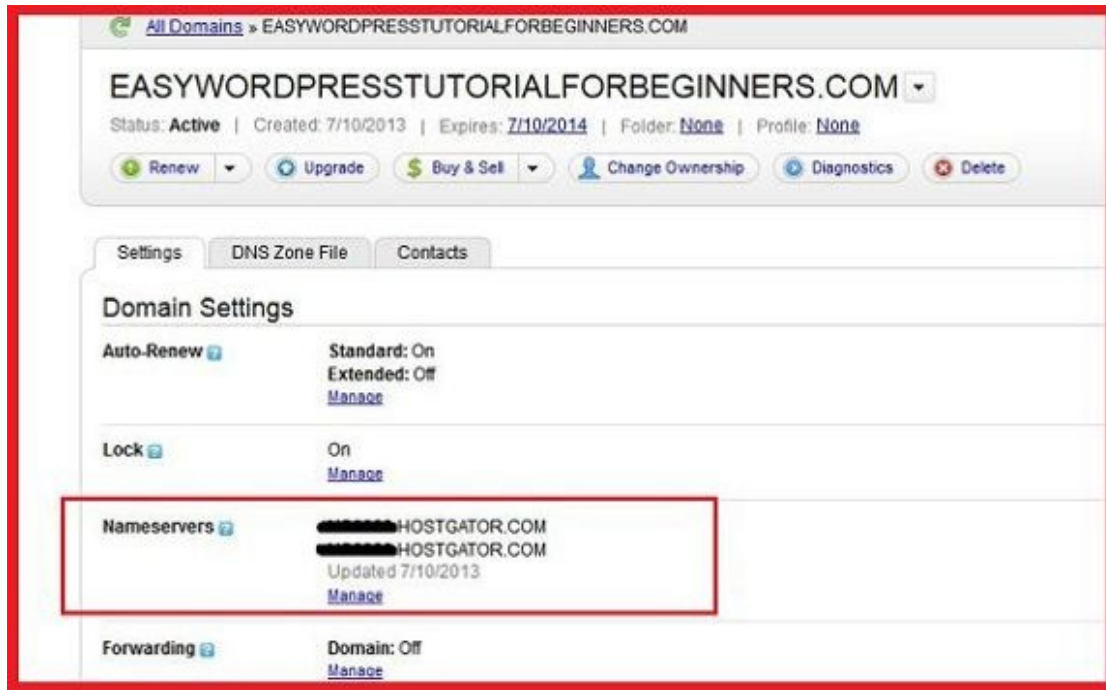 All Domains » EASYWORDPRESSTUTORIALFORBEGINNERS.COM
EASYWORDPRESSTUTORIALFORBEGINNERS.COM
Status: Active | Created: 7/10/2013 | Expires: 7/10/2014 | Folder: None | Profile: None
Renew Upgrade $ Buy & Sell Change Ownership Diagnostics Delete
Settings DNS Zone File Contacts
Domain Settings
Auto-Renew ? Standard: On
Extended: Off
Manage
Lock ? On
Manage
Nameservers ? HOSTGATOR.COM
HOSTGATOR.COM
Updated 7/10/2013
Manage
Forwarding ? Domain: Off
Manage